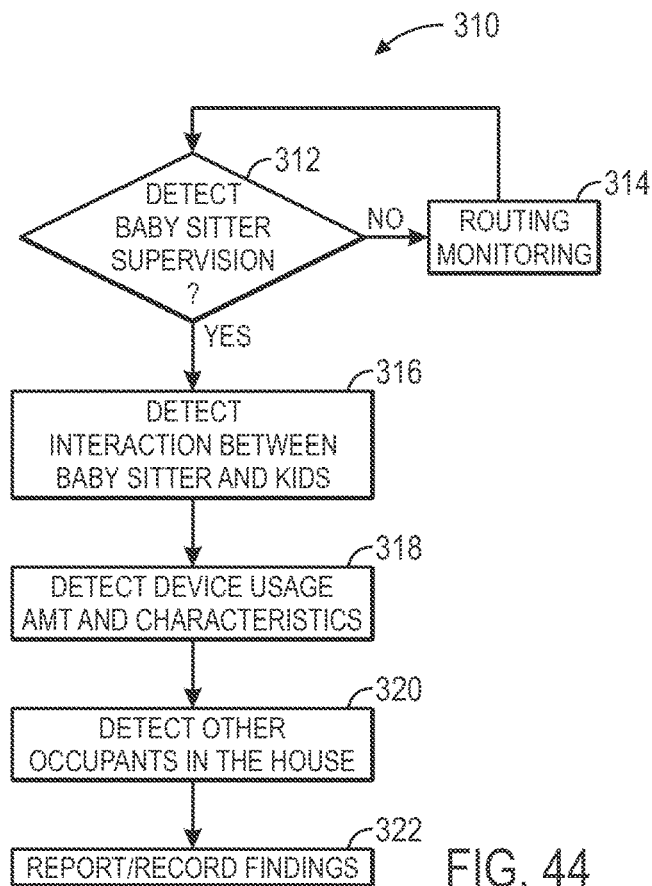 310
312
DETECT
BABY SITTER
SUPERVISION
?
NO
314
ROUTING
MONITORING
YES
316
DETECT
INTERACTION BETWEEN
BABY SITTER AND KIDS
318
DETECT DEVICE USAGE
AMT AND CHARACTERISTICS
320
DETECT OTHER
OCCUPANTS IN THE HOUSE
322
REPORT/RECORD FINDINGS
FIG. 44